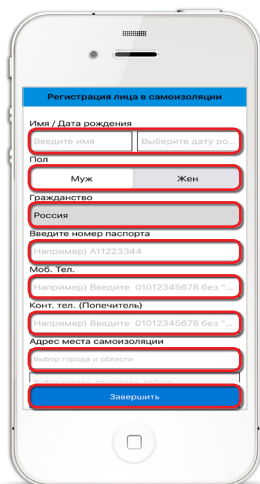 Регистрация лица в самоизоляции
Имя / Дата рождения
Введите имя Выберите дату ро...
Пол
Муж Жен
Гражданство
Россия
Введите номер паспорта
Например) A11223344
Моб. Тел.
Например) Введите 01012345678 без "...
Конт. тел. (Попечитель)
Например) Введите 01012345678 без "...
Адрес места самоизоляции
Выбор города и области
Завершить